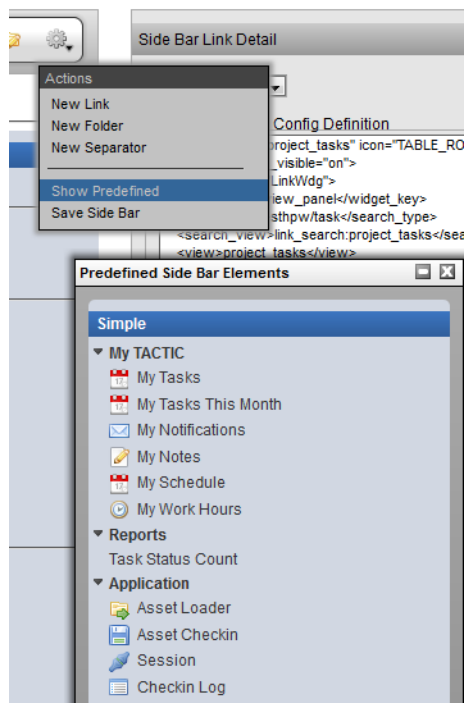 Side Bar Link Detail
Actions
New Link
New Folder
New Separator
Show Predefined
Save Side Bar
Config Definition
project_tasks" icon="TABLE_RO
_visible="on">
LinkWdg">
iew_panel</widget_key>
sthpw/task</search_type>
<search_view>link_search:project_tasks</sea
<view>project_tasks</view>
Predefined Side Bar Elements
Simple
My TACTIC
My Tasks
My Tasks This Month
My Notifications
My Notes
My Schedule
My Work Hours
Reports
Task Status Count
Application
Asset Loader
Asset Checkin
Session
Checkin Log